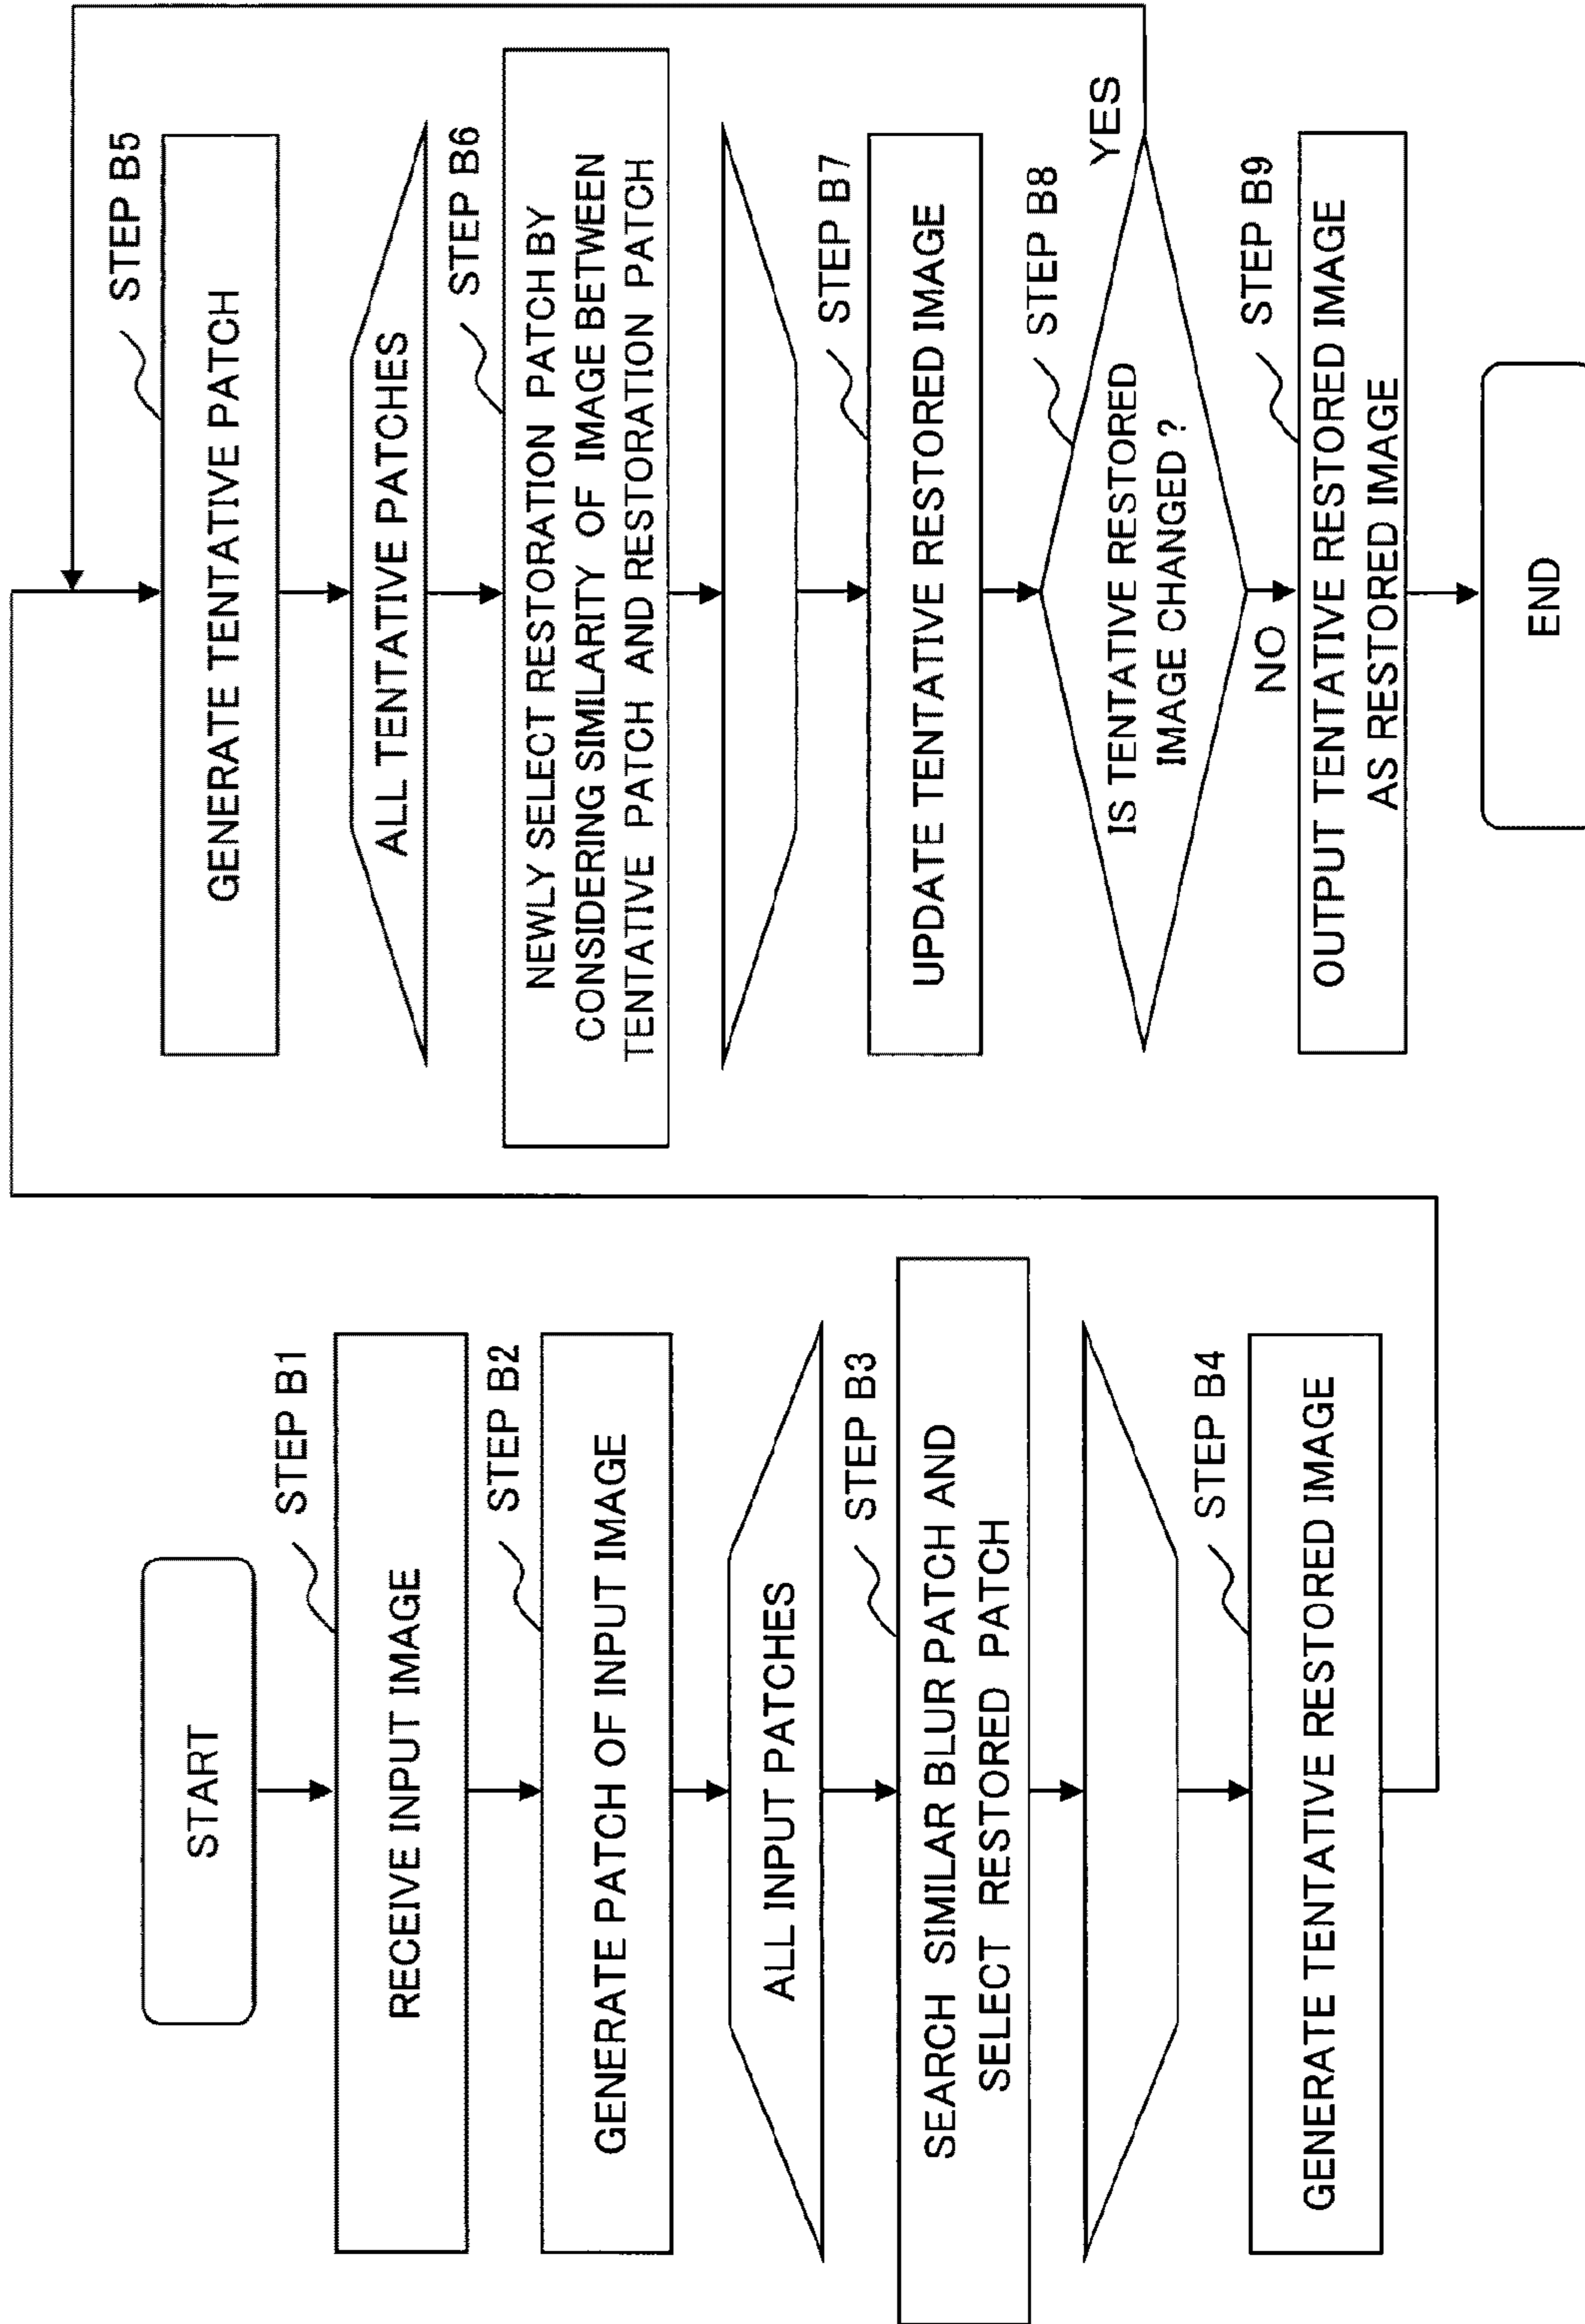 START
STEP B1
RECEIVE INPUT IMAGE
STEP B2
GENERATE PATCH OF INPUT IMAGE
ALL INPUT PATCHES
STEP B3
SEARCH SIMILAR BLUR PATCH AND
SELECT RESTORED PATCH
STEP B4
GENERATE TENTATIVE RESTORED IMAGE
STEP B5
GENERATE TENTATIVE PATCH
ALL TENTATIVE PATCHES
STEP B6
NEWLY SELECT RESTORATION PATCH BY
CONSIDERING SIMILARITY OF IMAGE BETWEEN
TENTATIVE PATCH AND RESTORATION PATCH
STEP B7
UPDATE TENTATIVE RESTORED IMAGE
STEP B8
IS TENTATIVE RESTORED
IMAGE CHANGED ?
YES
NO
STEP B9
OUTPUT TENTATIVE RESTORED IMAGE
AS RESTORED IMAGE
END